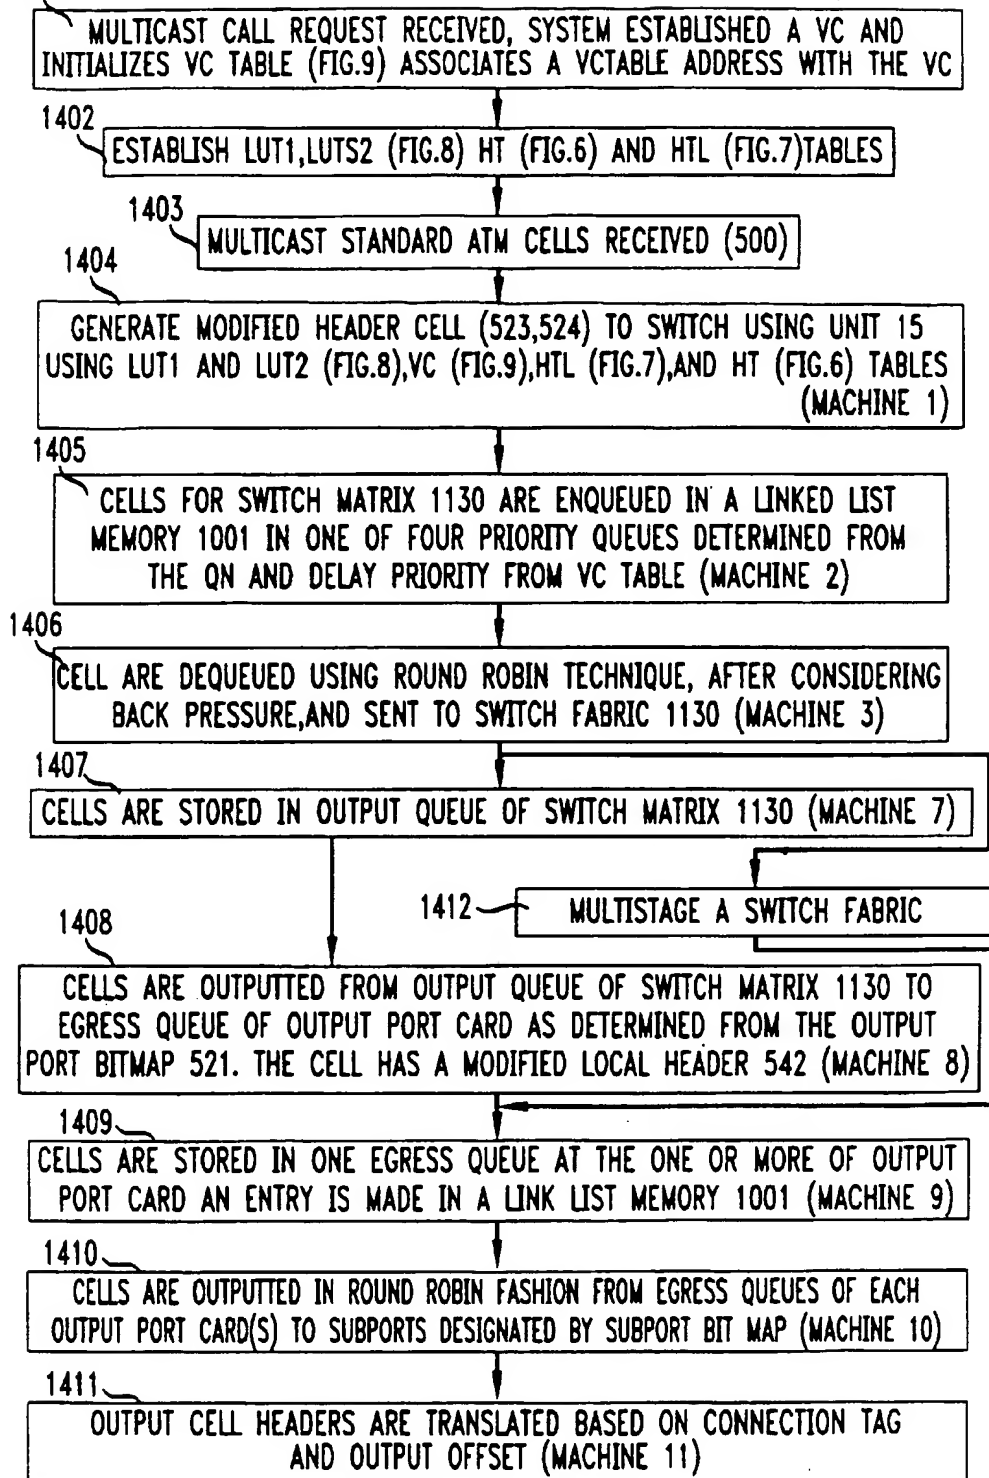 MULTICAST CALL REQUEST RECEIVED, SYSTEM ESTABLISHED A VC AND
INITIALIZES VC TABLE (FIG.9) ASSOCIATES A VCTABLE ADDRESS WITH THE VC
1402
ESTABLISH LUT1,LUTS2 (FIG.8) HT (FIG.6) AND HTL (FIG.7)TABLES
1403
MULTICAST STANDARD ATM CELLS RECEIVED (500)
1404
GENERATE MODIFIED HEADER CELL (523,524) TO SWITCH USING UNIT 15
USING LUT1 AND LUT2 (FIG.8),VC (FIG.9),HTL (FIG.7),AND HT (FIG.6) TABLES
(MACHINE 1)
1405
CELLS FOR SWITCH MATRIX 1130 ARE ENQUEUED IN A LINKED LIST
MEMORY 1001 IN ONE OF FOUR PRIORITY QUEUES DETERMINED FROM
THE QN AND DELAY PRIORITY FROM VC TABLE (MACHINE 2)
1406
CELL ARE DEQUEUED USING ROUND ROBIN TECHNIQUE, AFTER CONSIDERING
BACK PRESSURE,AND SENT TO SWITCH FABRIC 1130 (MACHINE 3)
1407
CELLS ARE STORED IN OUTPUT QUEUE OF SWITCH MATRIX 1130 (MACHINE 7)
1412
MULTISTAGE A SWITCH FABRIC
1408
CELLS ARE OUTPUTTED FROM OUTPUT QUEUE OF SWITCH MATRIX 1130 TO
EGRESS QUEUE OF OUTPUT PORT CARD AS DETERMINED FROM THE OUTPUT
PORT BITMAP 521. THE CELL HAS A MODIFIED LOCAL HEADER 542 (MACHINE 8)
1409
CELLS ARE STORED IN ONE EGRESS QUEUE AT THE ONE OR MORE OF OUTPUT
PORT CARD AN ENTRY IS MADE IN A LINK LIST MEMORY 1001 (MACHINE 9)
1410
CELLS ARE OUTPUTTED IN ROUND ROBIN FASHION FROM EGRESS QUEUES OF EACH
OUTPUT PORT CARD(S) TO SUBPORTS DESIGNATED BY SUBPORT BIT MAP (MACHINE 10)
1411
OUTPUT CELL HEADERS ARE TRANSLATED BASED ON CONNECTION TAG
AND OUTPUT OFFSET (MACHINE 11)